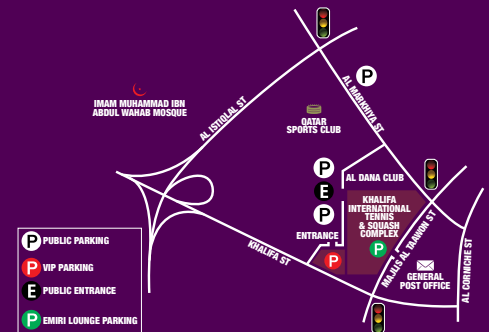 P
AL MARKHIYA ST
IMAM MUHAMMAD IBN
ABDUL WAHAB MOSQUE
AL ISTIQLAL ST
QATAR
SPORTS CLUB
P
E
P
AL DANA CLUB
KHALIFA
INTERNATIONAL
TENNIS
& SQUASH
COMPLEX
ENTRANCE
P
P
KHALIFA ST
MAJLIS AL TAAWON ST
GENERAL
POST OFFICE
AL CORNICHE ST
P PUBLIC PARKING
P VIP PARKING
E PUBLIC ENTRANCE
P EMIRI LOUNGE PARKING